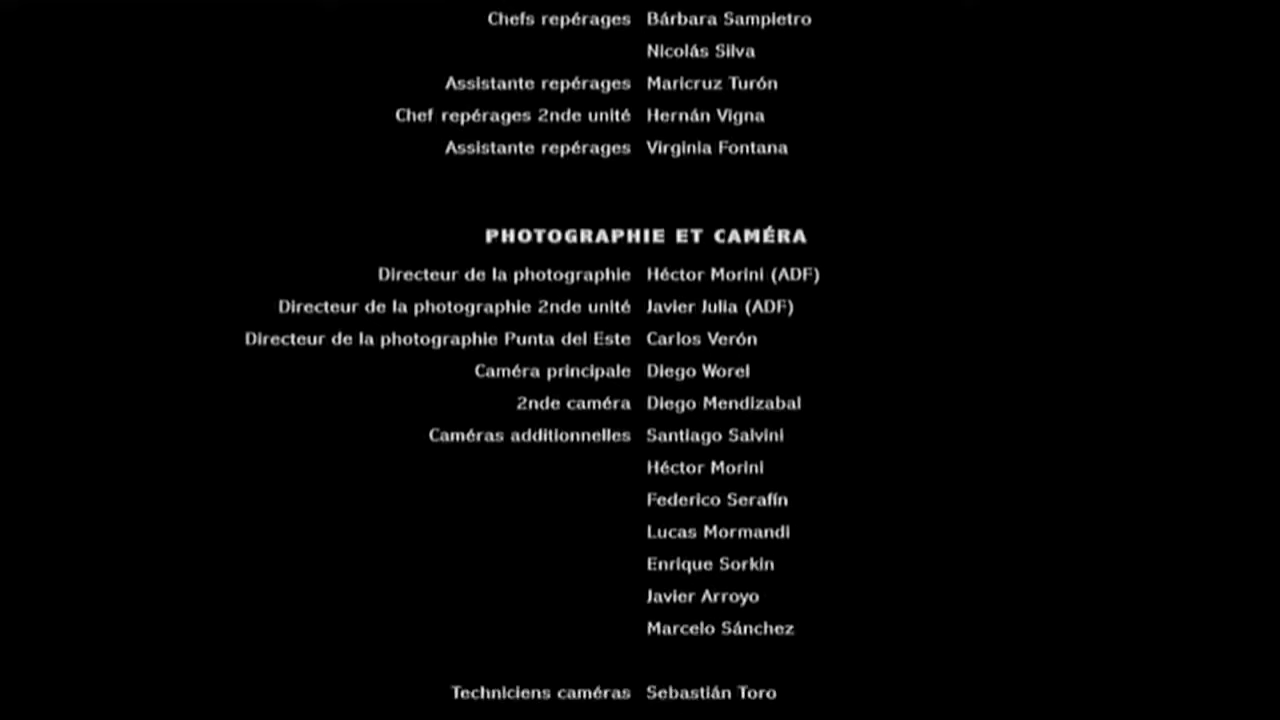 Chefs repérages Bárbara Sampietro
Nicolás Silva
Assistante repérages Maricruz Turón
Chef repérages 2nde unité Hernán Vigna
Assistante repérages Virginia Fontana
PHOTOGRAPHIE ET CAMÉRA
Directeur de la photographie Héctor Morini (ADF)
Directeur de la photographie 2nde unité Javier Julia (ADF)
Directeur de la photographie Punta del Este Carlos Verón
Caméra principale Diego Worel
2nde caméra Diego Mendizabal
Caméras additionnelles Santiago Salvini
Héctor Morini
Federico Serafín
Lucas Mormandi
Enrique Sorkin
Javier Arroyo
Marcelo Sánchez
Techniciens caméras Sebastián Toro